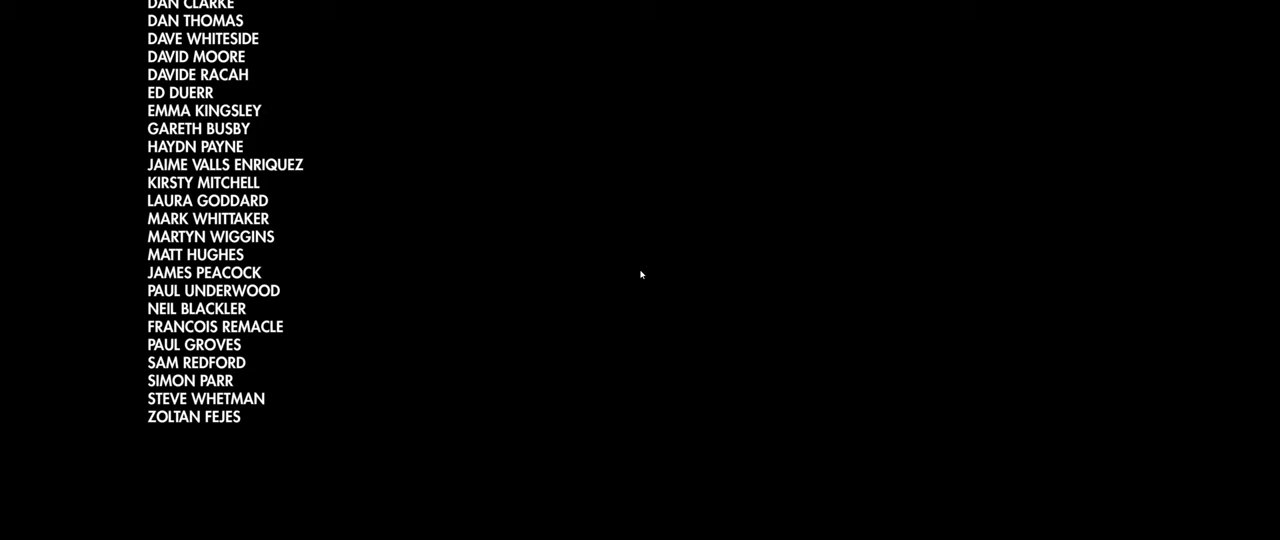 DAN CLARKE
DAN THOMAS
DAVE WHITESIDE
DAVID MOORE
DAVIDE RACAH
ED DUERR
EMMA KINGSLEY
GARETH BUSBY
HAYDN PAYNE
JAIME VALLS ENRIQUEZ
KIRSTY MITCHELL
LAURA GODDARD
MARK WHITTAKER
MARTYN WIGGINS
MATT HUGHES
JAMES PEACOCK
PAUL UNDERWOOD
NEIL BLACKLER
FRANCOIS REMACLE
PAUL GROVES
SAM REDFORD
SIMON PARR
STEVE WHETMAN
ZOLTAN FEJES